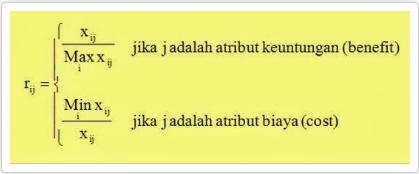 r_ij = { x_ij / Max_i x_ij jika j adalah atribut keuntungan (benefit)
Min_i x_ij / x_ij jika j adalah atribut biaya (cost)